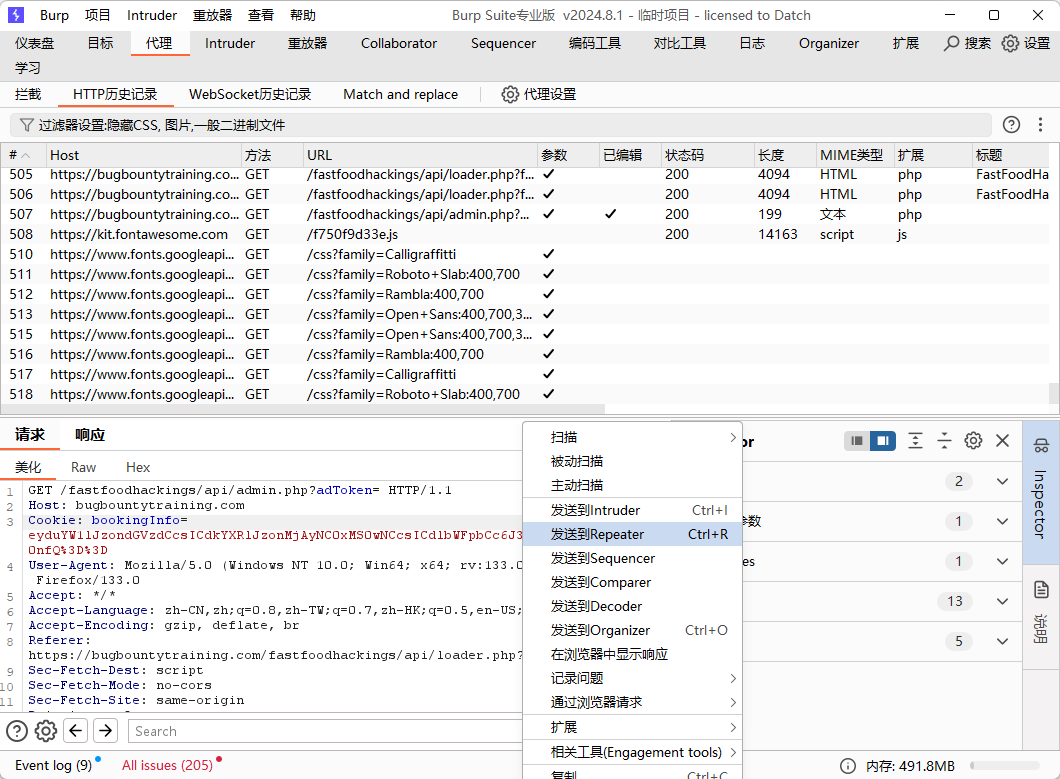 Burp 项目 Intruder 重放器 查看 帮助 Burp Suite专业版 v2024.8.1 - 临时项目 - licensed to Datch
仪表盘 目标 代理 Intruder 重放器 Collaborator Sequencer 编码工具 对比工具 日志 Organizer 扩展 搜索 设置
学习
拦截 HTTP历史记录 WebSocket历史记录 Match and replace 代理设置
过滤器设置:隐藏CSS, 图片,一般二进制文件
# Host 方法 URL 参数 已编辑 状态码 长度 MIME类型 扩展 标题
505 https://bugbountytraining.co... GET /fastfoodhackings/api/loader.php?f... ✓ 200 4094 HTML php FastFoodHa
506 https://bugbountytraining.co... GET /fastfoodhackings/api/loader.php?f... ✓ 200 4094 HTML php FastFoodHa
507 https://bugbountytraining.co... GET /fastfoodhackings/api/admin.php?... ✓ ✓ 200 199 文本 php
508 https://kit.fontawesome.com GET /f750f9d33e.js 200 14163 script js
510 https://www.fonts.googleapi... GET /css?family=Calligraffitti ✓
511 https://www.fonts.googleapi... GET /css?family=Roboto+Slab:400,700 ✓
512 https://www.fonts.googleapi... GET /css?family=Rambla:400,700 ✓
513 https://www.fonts.googleapi... GET /css?family=Open+Sans:400,700,3... ✓
515 https://www.fonts.googleapi... GET /css?family=Open+Sans:400,700,3... ✓
516 https://www.fonts.googleapi... GET /css?family=Rambla:400,700 ✓
517 https://www.fonts.googleapi... GET /css?family=Calligraffitti ✓
518 https://www.fonts.googleapi... GET /css?family=Roboto+Slab:400,700 ✓
请求 响应
美化 Raw Hex
1 GET /fastfoodhackings/api/admin.php?adToken= HTTP/1.1
2 Host: bugbountytraining.com
3 Cookie: bookingInfo=
eyduYW1lJzondGVzdCcsICdkYXRlJzonMjAyNC0xMS0wNCcsICdlbWFpbCc6J3
OnfQ%3D%3D
4 User-Agent: Mozilla/5.0 (Windows NT 10.0; Win64; x64; rv:133.0
Firefox/133.0
5 Accept: */*
6 Accept-Language: zh-CN,zh;q=0.8,zh-TW;q=0.7,zh-HK;q=0.5,en-US;
7 Accept-Encoding: gzip, deflate, br
8 Referer:
https://bugbountytraining.com/fastfoodhackings/api/loader.php?
9 Sec-Fetch-Dest: script
10 Sec-Fetch-Mode: no-cors
11 Sec-Fetch-Site: same-origin
Search
扫描
被动扫描
主动扫描
发送到Intruder Ctrl+I
发送到Repeater Ctrl+R
发送到Sequencer
发送到Comparer
发送到Decoder
发送到Organizer Ctrl+O
在浏览器中显示响应
记录问题
通过浏览器请求
扩展
相关工具(Engagement tools)
复制 Ctrl+C
or
2
参数 1
es 1
13
5
Inspector
说明
Event log (9) All issues (205) 内存: 491.8MB